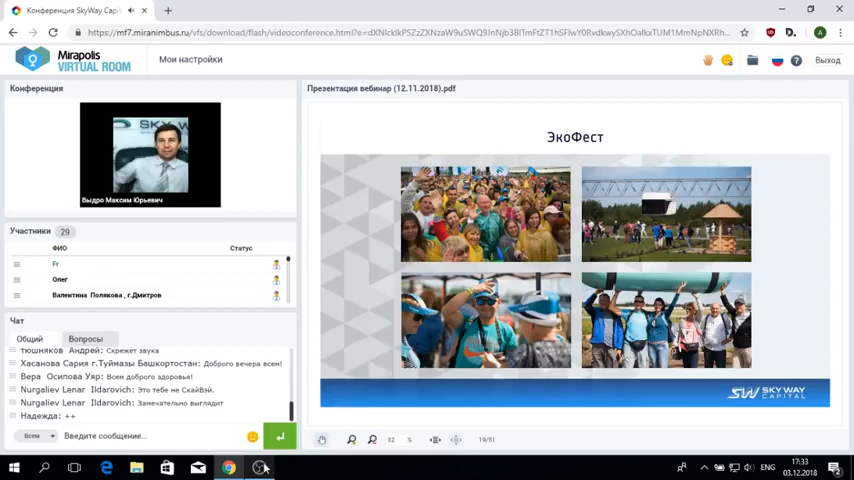 Конференция SkyWay Capi
https://mf7.miranimbus.ru/vfs/download/flash/videoconference.html?
Mirapolis
VIRTUAL ROOM
Мои настройки
Выход
Конференция
SKY W
Выдро Максим Юрьевич
Участники 29
ФИО Статус
Fr
Олег
Валентина Полякова , г.Дмитров
Чат
Общий Вопросы
тюшняков Андрей: Скрежет звука
Хасанова Сария г.Туймазы Башкортостан: Доброго вечера всем!
Вера Осипова Уяр: Всем доброго здоровья!
Nurgaliev Lenar Ildarovich: Это тебе не СкайВэй.
Nurgaliev Lenar Ildarovich: Замечательно выглядит
Надежда: ++
Всем Введите сообщение...
Презентация вебинар (12.11.2018).pdf
ЭкоФест
SKY WAY
CAPITAL
32 % 19/51
ENG
17:33
03.12.2018
2